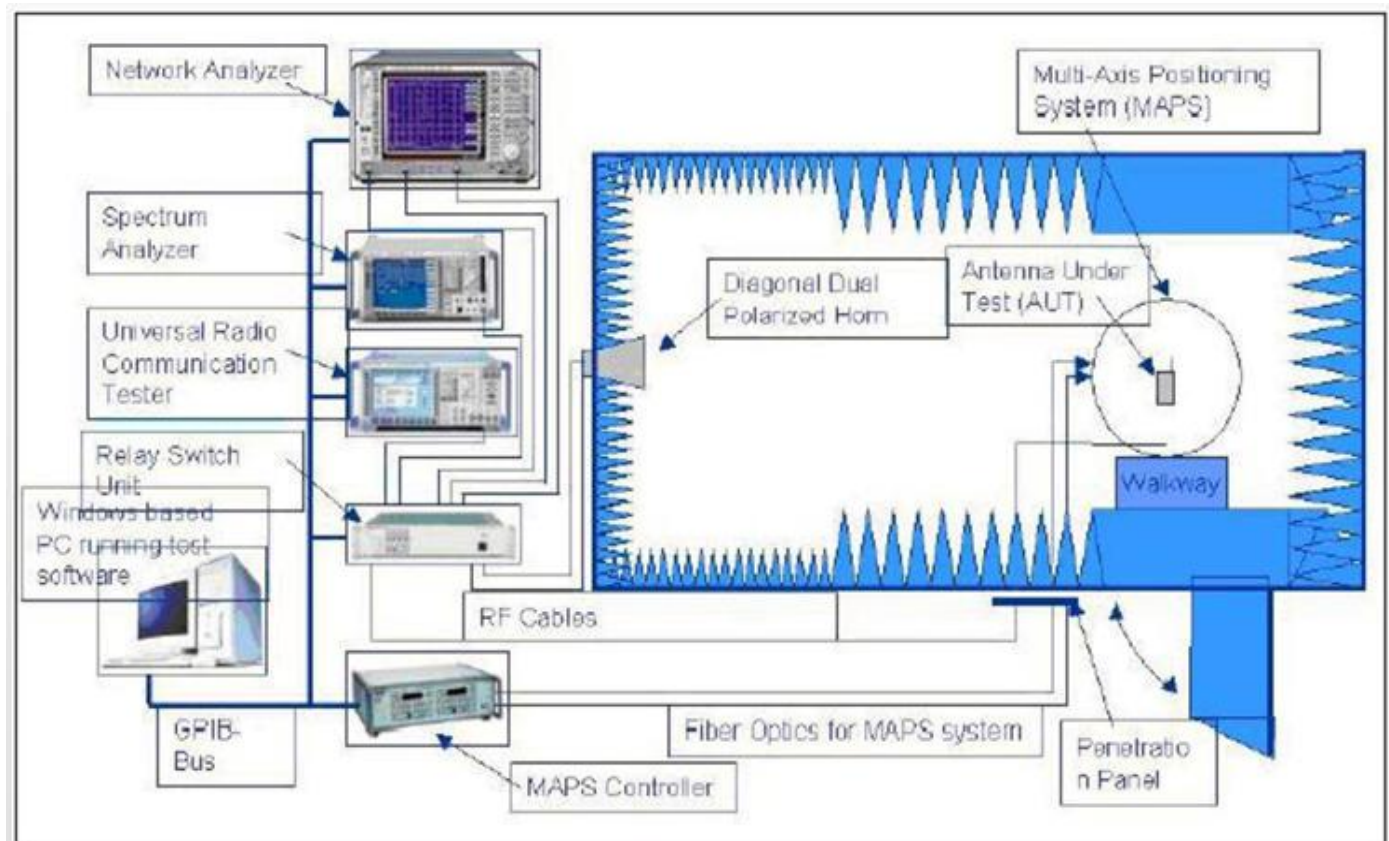 Network Analyzer
Multi-Axis Positioning
System (MAPS)
Spectrum
Analyzer
Diagonal Dual
Polarized Horn
Antenna Under
Test (AUT)
Universal Radio
Communication
Tester
Relay Switch
Unit
Windows based
PC running test
software
Walkway
RF Cables
GPIB-
Bus
Fiber Optics for MAPS system
Penetratio
n Panel
MAPS Controller